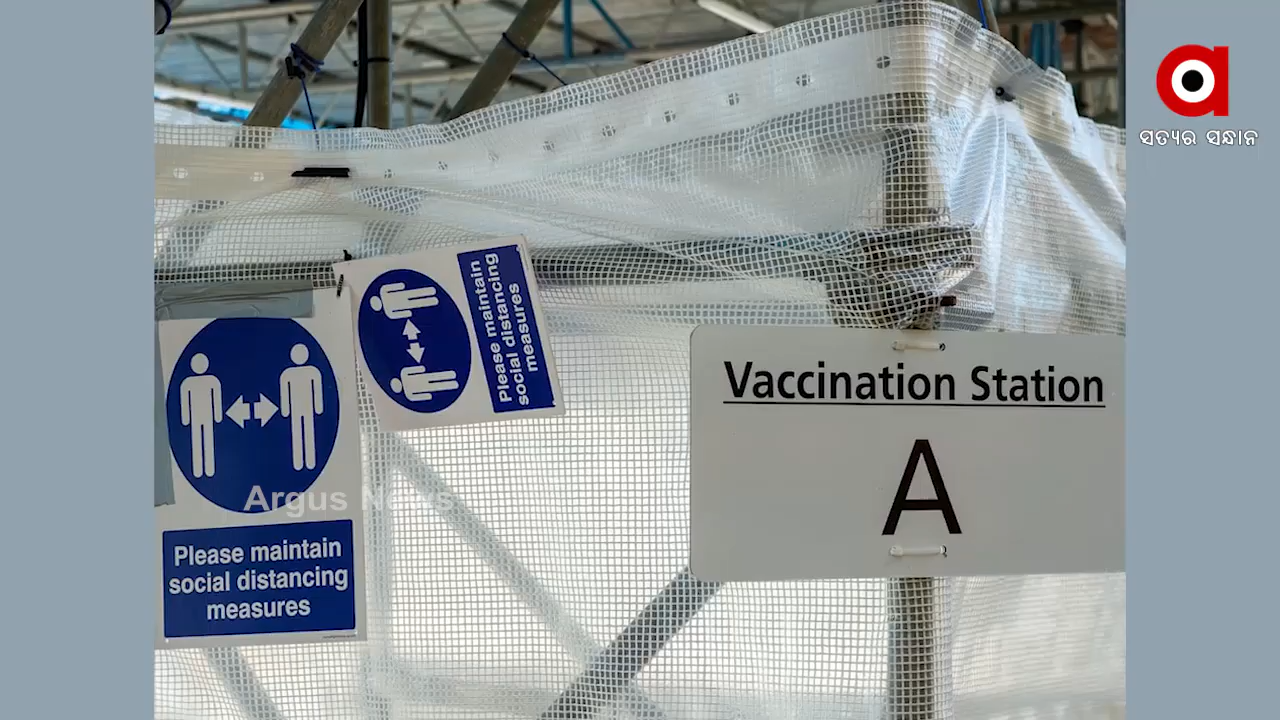 ସତ୍ୟର ସନ୍ଧାନ
Please maintain
social distancing
measures
Vaccination Station
A
Argus News
Please maintain
social distancing
measures